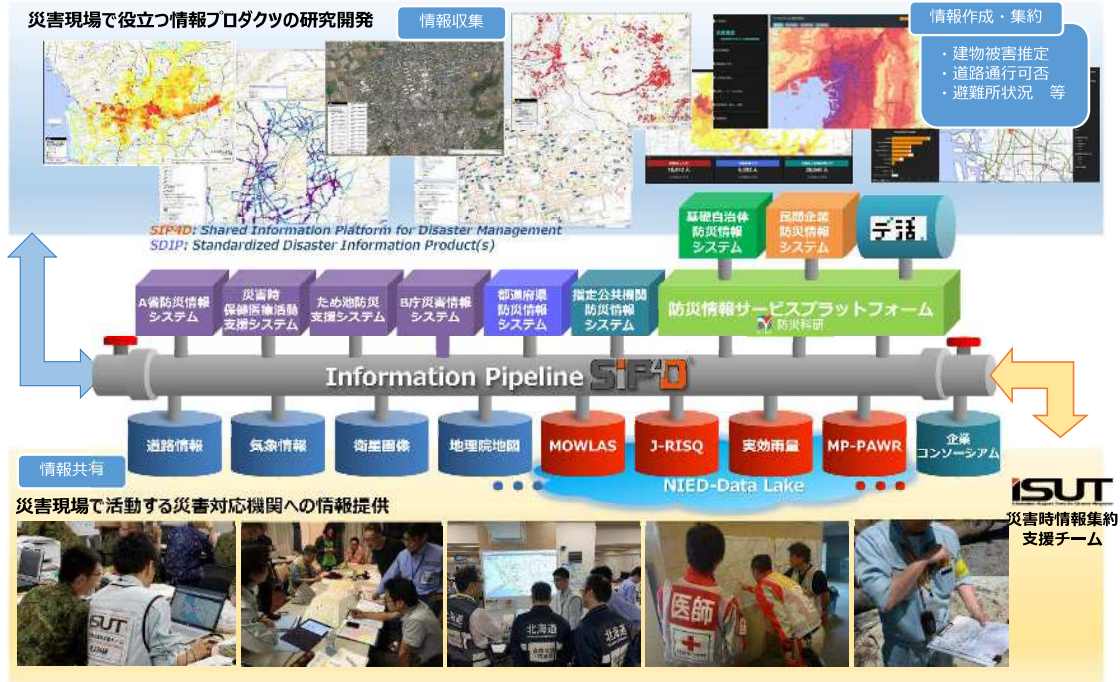 災害現場で役立つ情報プロダクツの研究開発
情報収集
情報作成・集約
・建物被害推定
・道路通行可否
・避難所状況　等
SIP4D: Shared Information Platform for Disaster Management
SDIP: Standardized Disaster Information Product(s)
基礎自治体
防災情報
システム
民間企業
防災情報
システム
デ活
A省防災情報
システム
災害時
保健医療活動
支援システム
ため池防災
支援システム
B庁災害情報
システム
都道府県
防災情報
システム
指定公共機関
防災情報
システム
防災情報サービスプラットフォーム
防災科研
Information Pipeline SIP4D
道路情報
気象情報
衛星画像
地理院地図
MOWLAS
J-RISQ
実効雨量
MP-PAWR
企業
コンソーシアム
NIED-Data Lake
情報共有
災害現場で活動する災害対応機関への情報提供
ISUT
災害時情報集約
支援チーム
ISUT
北海道
北海道
医師